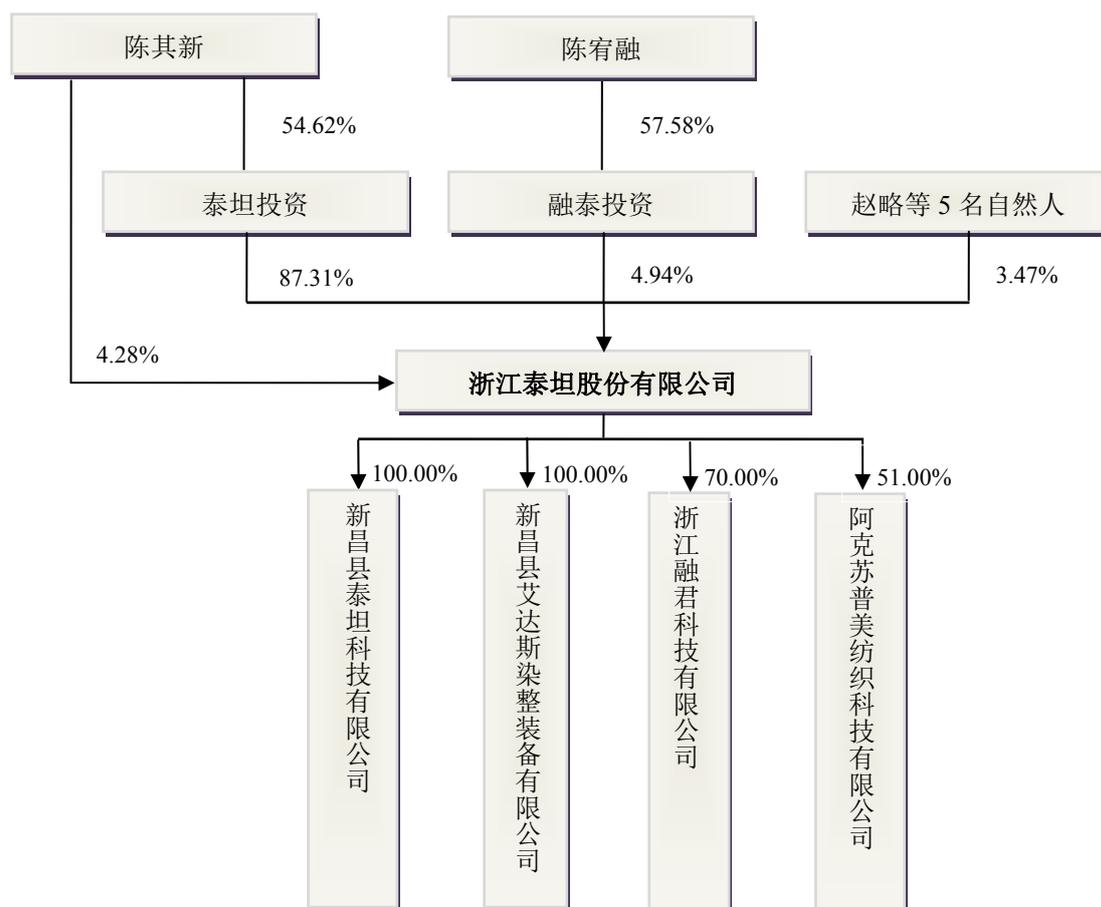 陈其新
陈宥融
54.62%
57.58%
泰坦投资
融泰投资
赵略等 5 名自然人
87.31%
4.94%
3.47%
4.28%
浙江泰坦股份有限公司
100.00%
100.00%
70.00%
51.00%
新昌县泰坦科技有限公司
新昌县艾达斯染整装备有限公司
浙江融君科技有限公司
阿克苏普美纺织科技有限公司